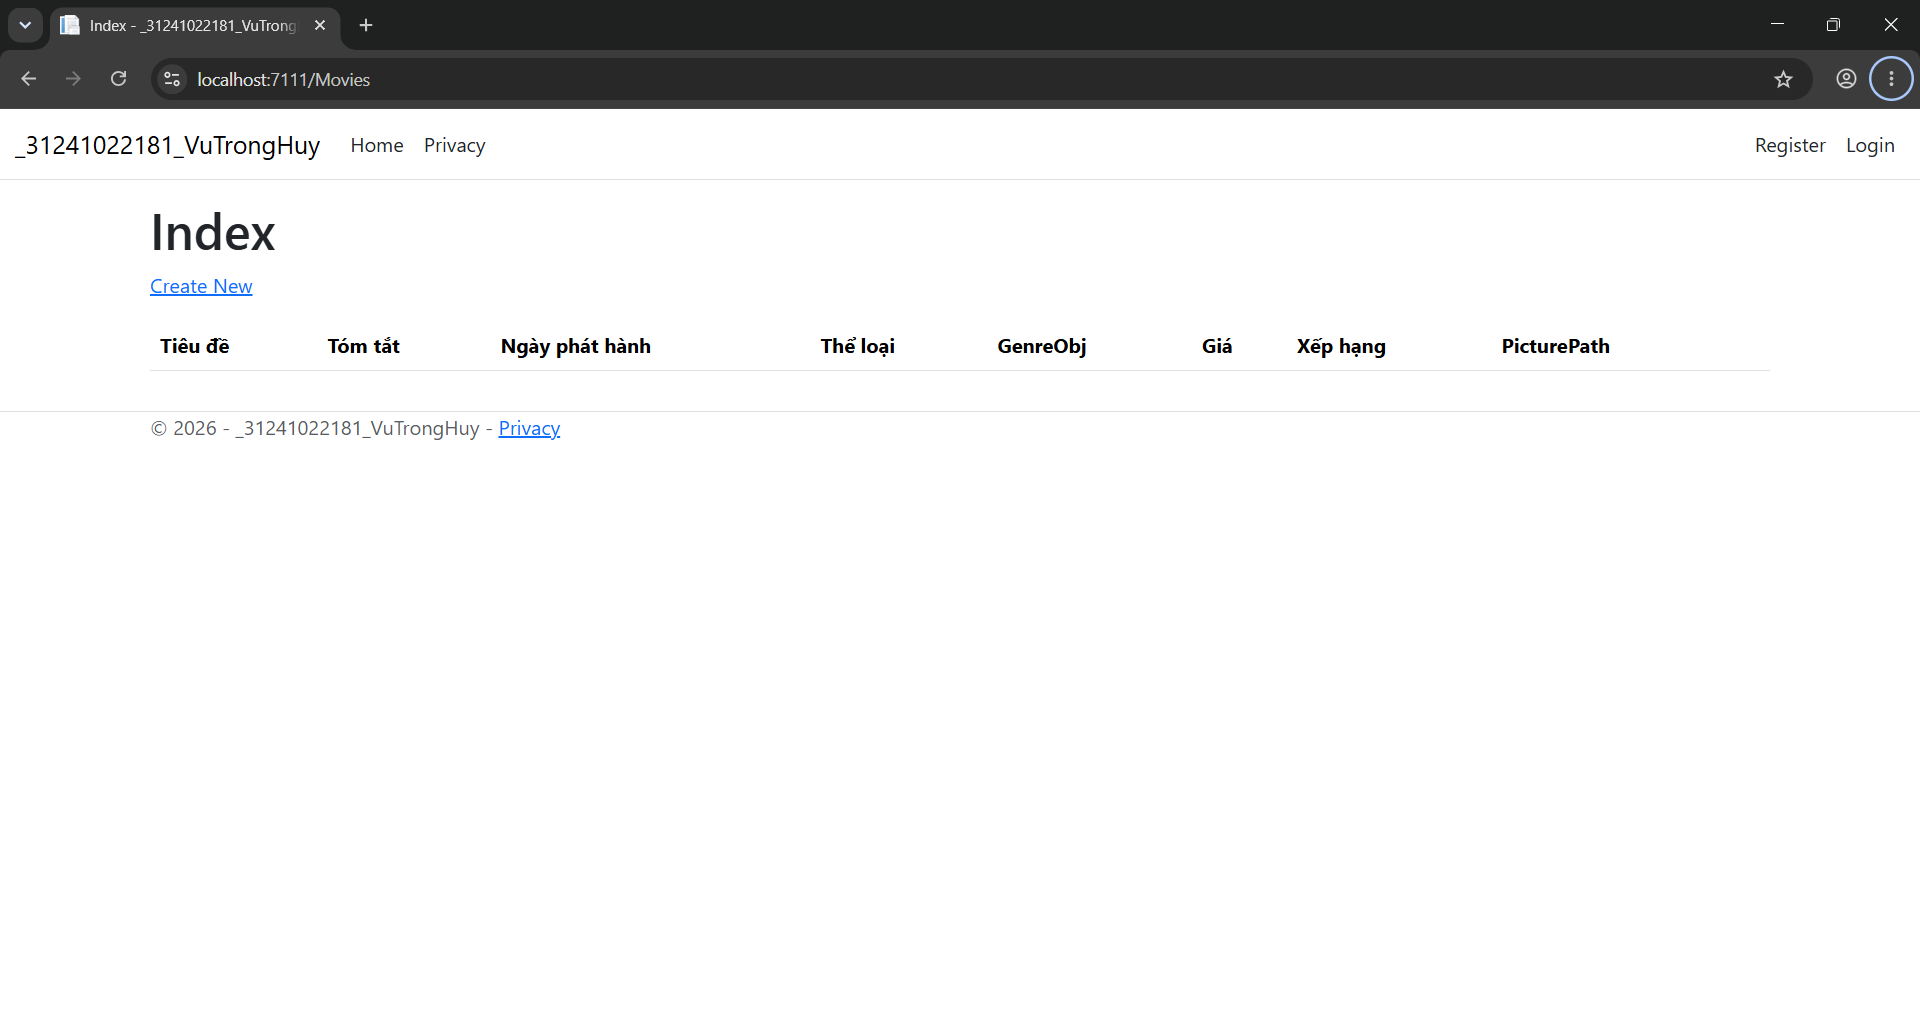 Index - _31241022181_VuTrong
localhost:7111/Movies
_31241022181_VuTrongHuy Home Privacy Register Login
Index
Create New
Tiêu đề Tóm tắt Ngày phát hành Thể loại GenreObj Giá Xếp hạng PicturePath
© 2026 - _31241022181_VuTrongHuy - Privacy